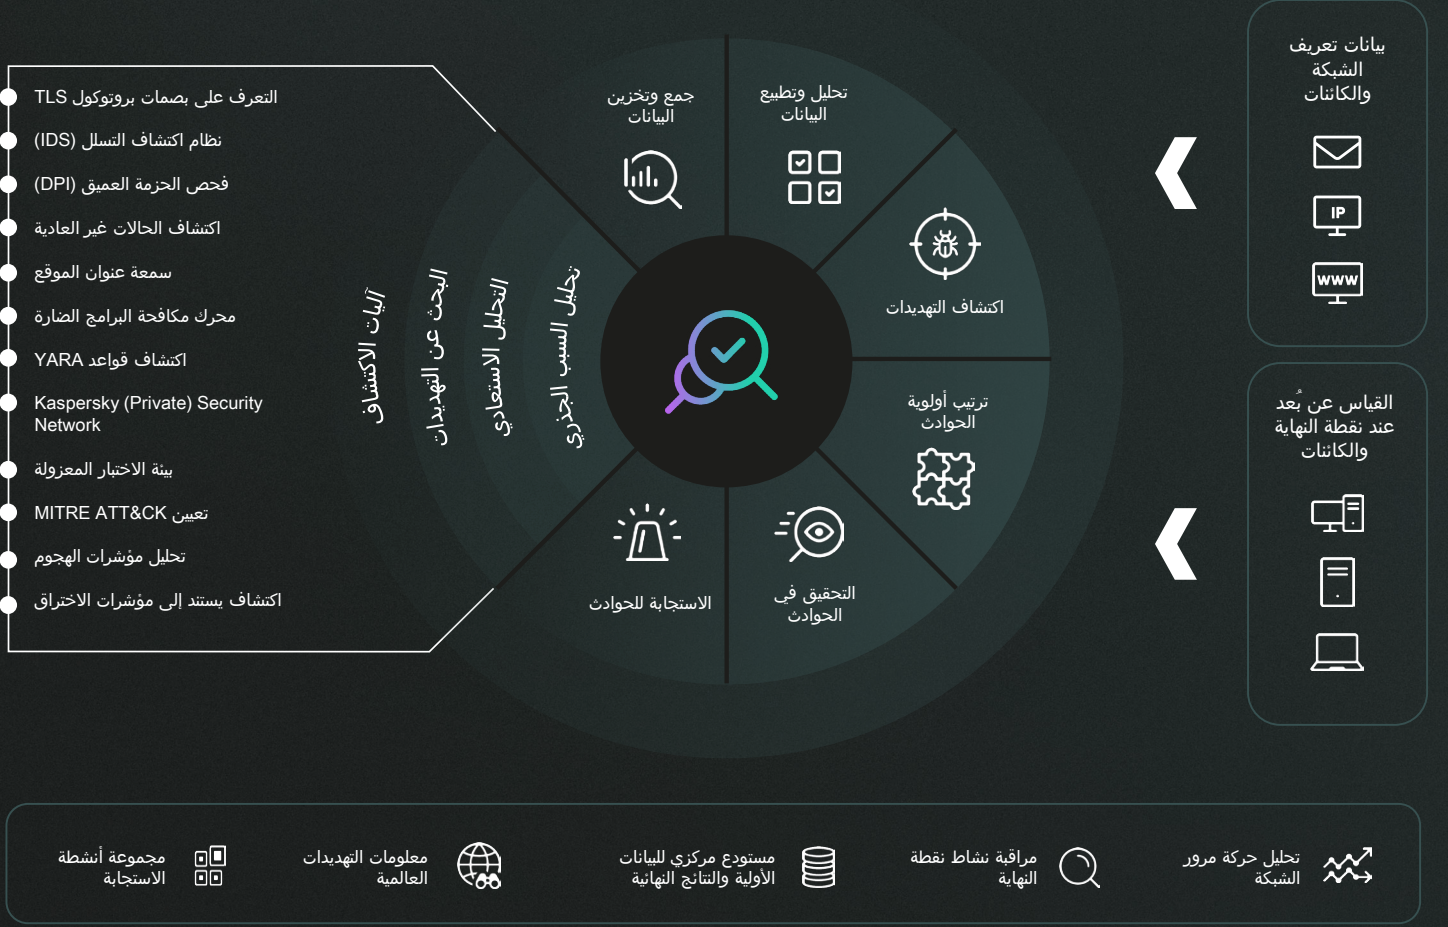 بيانات تعريف
الشبكة
والكائنات
IP
www
القياس عن بُعد
عند نقطة النهاية
والكائنات
جمع وتخزين
البيانات
تحليل وتطبيع
البيانات
اكتشاف التهديدات
ترتيب أولوية
الحوادث
التحقيق في
الحوادث
الاستجابة للحوادث
تحليل السبب الجذري
التحليل الاستعادي
البحث عن التهديدات
آليات الاكتشاف
التعرف على بصمات بروتوكول TLS
نظام اكتشاف التسلل (IDS)
فحص الحزمة العميق (DPI)
اكتشاف الحالات غير العادية
سمعة عنوان الموقع
محرك مكافحة البرامج الضارة
اكتشاف قواعد YARA
Kaspersky (Private) Security
Network
بيئة الاختبار المعزولة
تعيين MITRE ATT&CK
تحليل مؤشرات الهجوم
اكتشاف يستند إلى مؤشرات الاختراق
تحليل حركة مرور
الشبكة
مراقبة نشاط نقطة
النهاية
مستودع مركزي للبيانات
الأولية والنتائج النهائية
معلومات التهديدات
العالمية
مجموعة أنشطة
الاستجابة